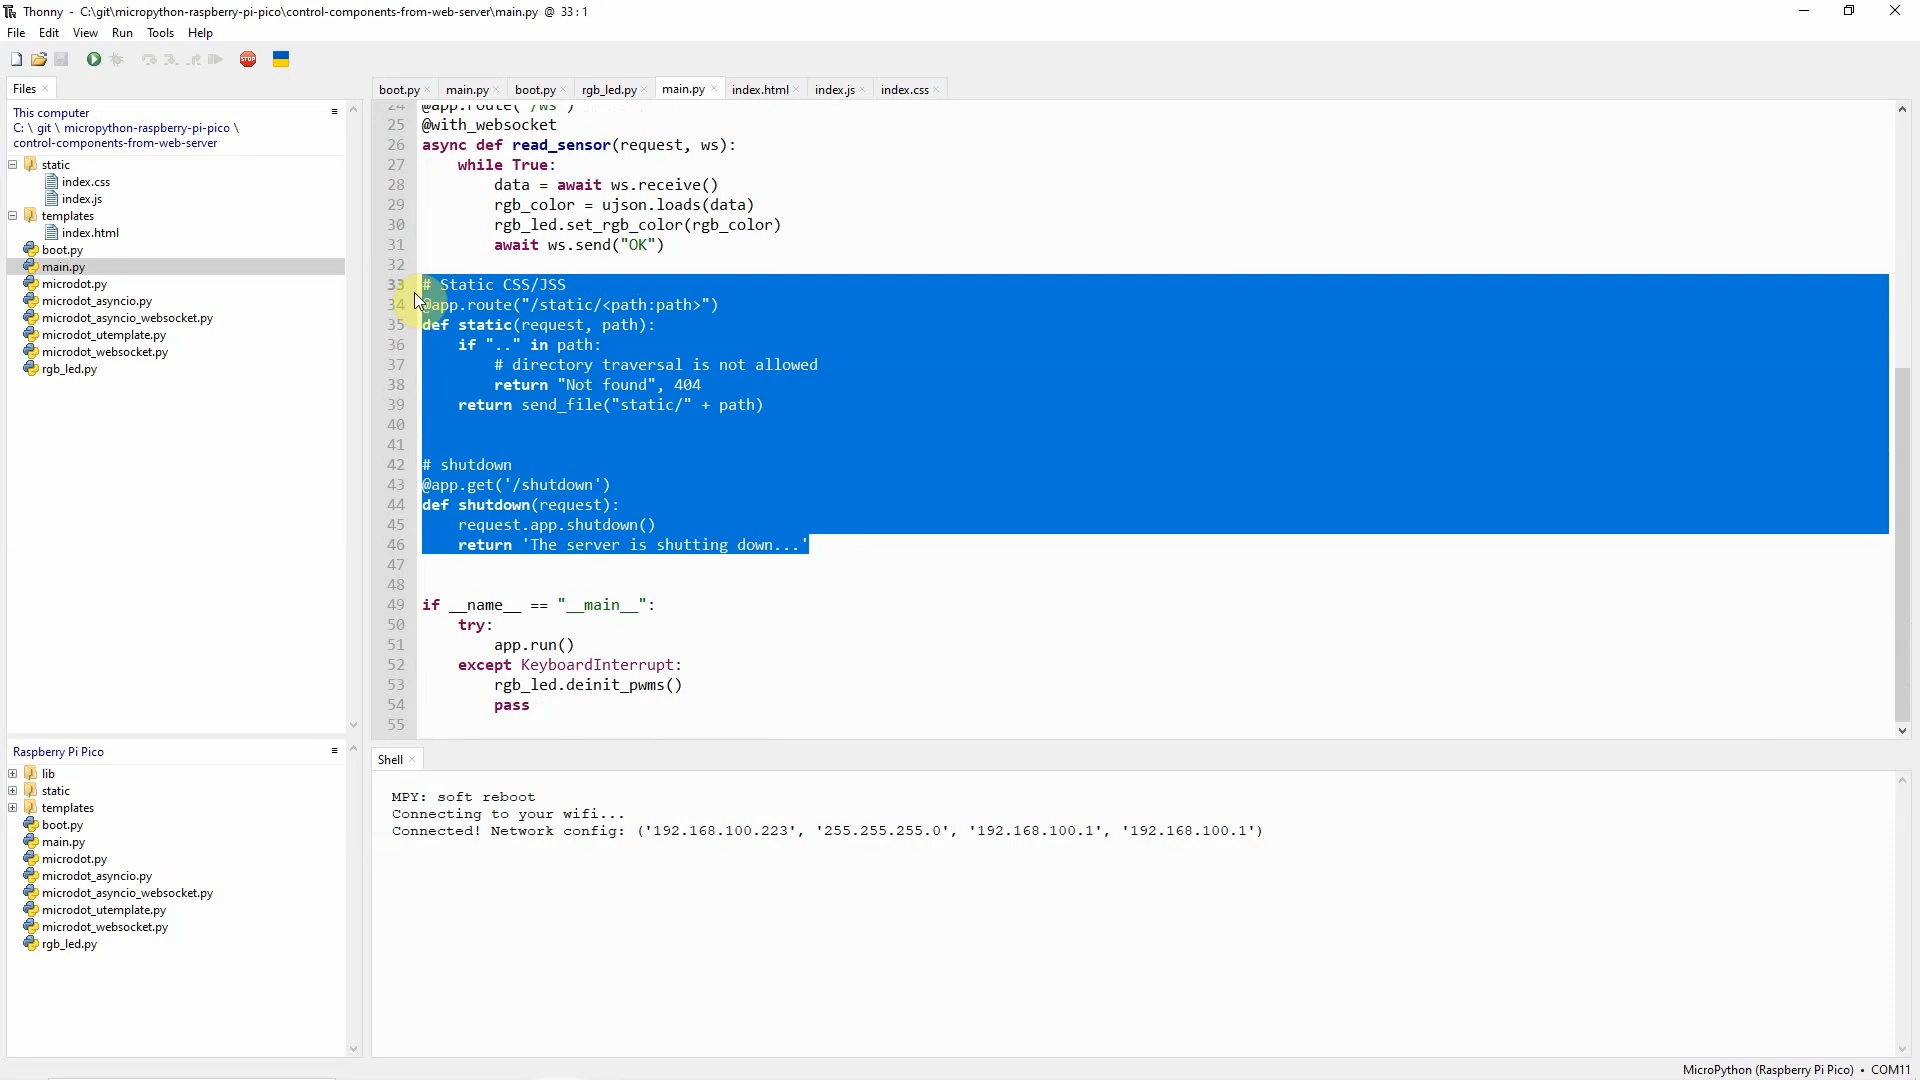 Thonny - C:\git\micropython-raspberry-pi-pico\control-components-from-web-server\main.py @ 33:1
File Edit View Run Tools Help
STOP
Files
boot.py main.py boot.py rgb_led.py main.py index.html index.js index.css
This computer
C: \ git \ micropython-raspberry-pi-pico \
control-components-from-web-server
static
index.css
index.js
templates
index.html
boot.py
main.py
microdot.py
microdot_asyncio.py
microdot_asyncio_websocket.py
microdot_utemplate.py
microdot_websocket.py
rgb_led.py
24 @app.route("/ws")
25 @with_websocket
26 async def read_sensor(request, ws):
27     while True:
28         data = await ws.receive()
29         rgb_color = ujson.loads(data)
30         rgb_led.set_rgb_color(rgb_color)
31         await ws.send("OK")
32
33 # Static CSS/JSS
34 @app.route("/static/<path:path>")
35 def static(request, path):
36     if ".." in path:
37         # directory traversal is not allowed
38         return "Not found", 404
39     return send_file("static/" + path)
40
41
42 # shutdown
43 @app.get('/shutdown')
44 def shutdown(request):
45     request.app.shutdown()
46     return 'The server is shutting down...'
47
48
49 if __name__ == "__main__":
50     try:
51         app.run()
52     except KeyboardInterrupt:
53         rgb_led.deinit_pwms()
54         pass
55
Raspberry Pi Pico
lib
static
templates
boot.py
main.py
microdot.py
microdot_asyncio.py
microdot_asyncio_websocket.py
microdot_utemplate.py
microdot_websocket.py
rgb_led.py
Shell
MPY: soft reboot
Connecting to your wifi...
Connected! Network config: ('192.168.100.223', '255.255.255.0', '192.168.100.1', '192.168.100.1')
MicroPython (Raspberry Pi Pico) • COM11